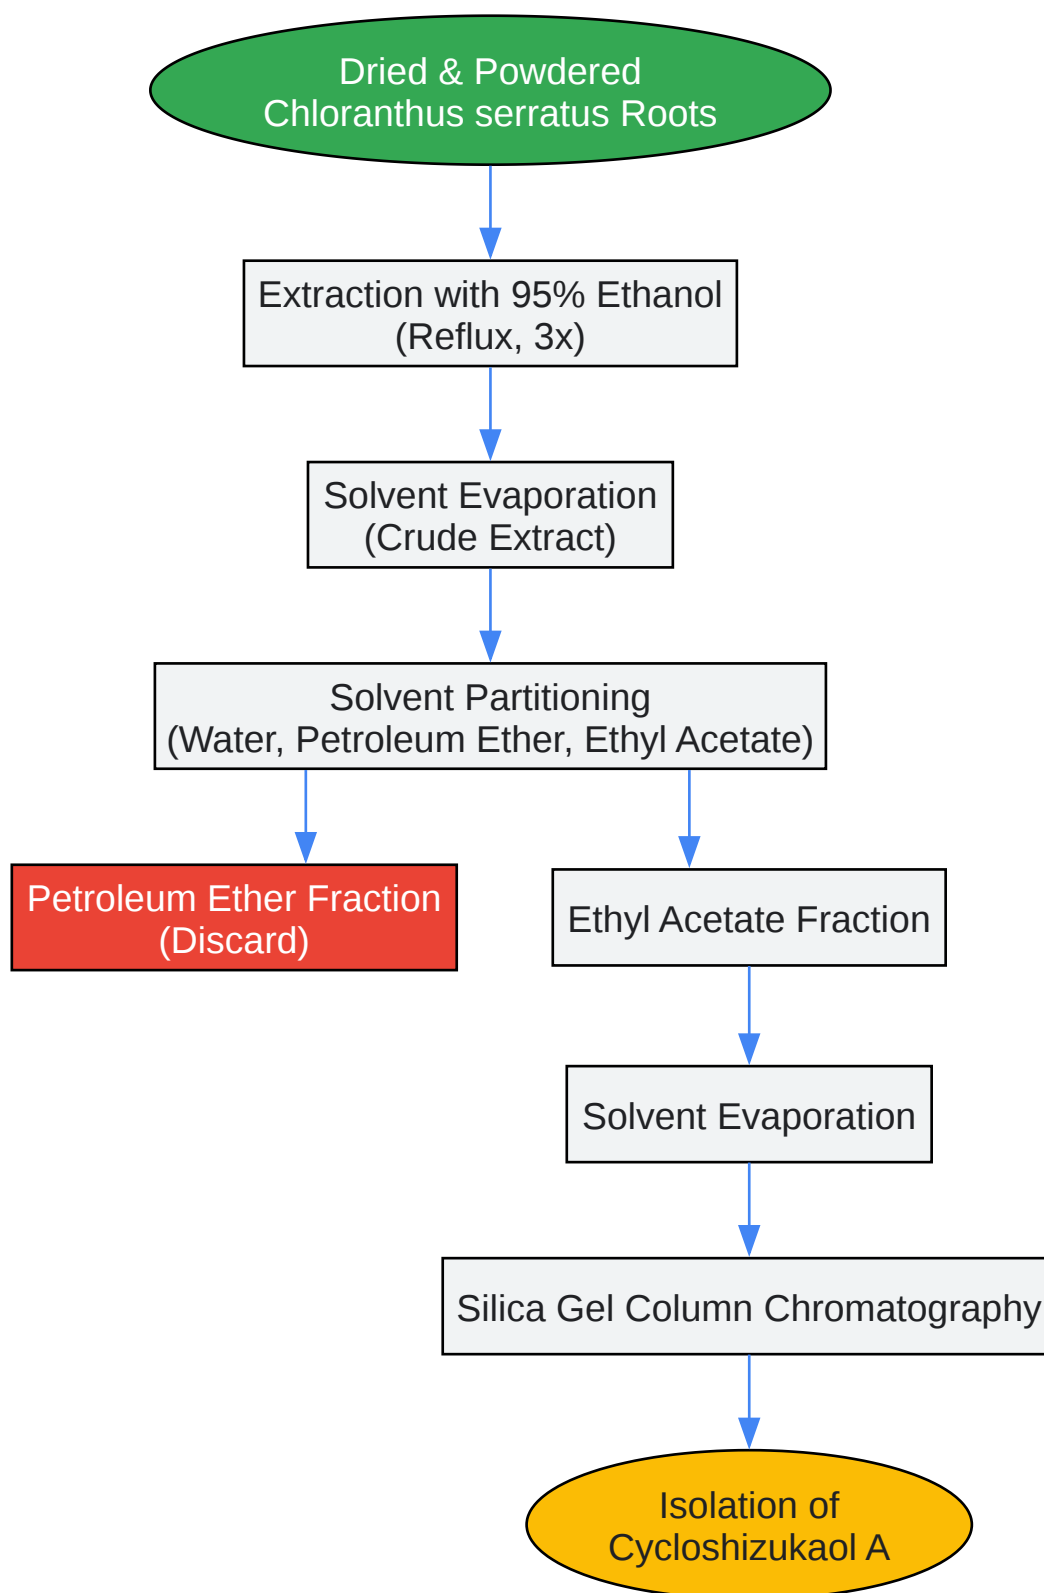 Dried & Powdered
Chloranthus serratus Roots
Extraction with 95% Ethanol
(Reflux, 3x)
Solvent Evaporation
(Crude Extract)
Solvent Partitioning
(Water, Petroleum Ether, Ethyl Acetate)
Petroleum Ether Fraction
(Discard)
Ethyl Acetate Fraction
Solvent Evaporation
Silica Gel Column Chromatography
Isolation of
Cycloshizukaol A